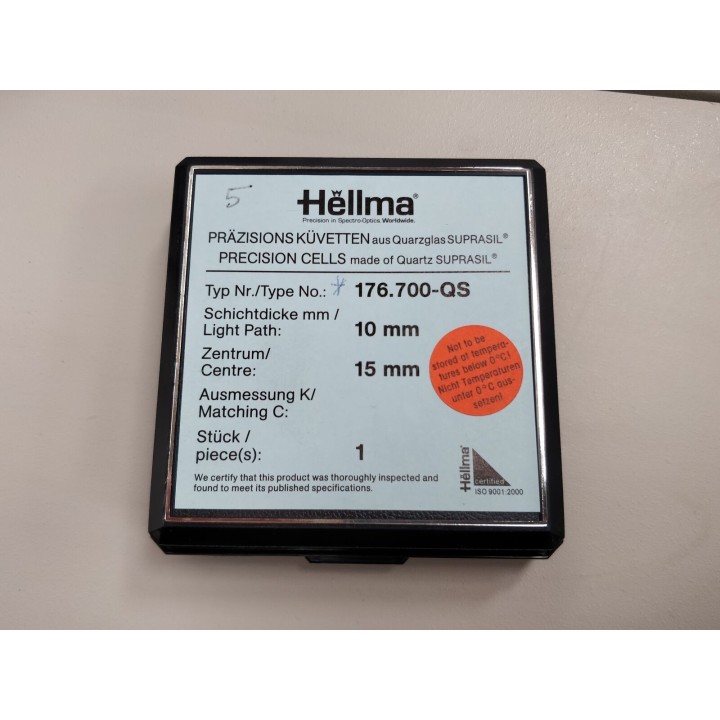 5
Hëllma®
Precision in Spectro-Optics Worldwide.
PRÄZISIONS KÜVETTEN aus Quarzglas SUPRASIL®
PRECISION CELLS made of Quartz SUPRASIL®
Typ Nr./Type No.: * 176.700-QS
Schichtdicke mm /
Light Path: 10 mm
Zentrum/
Centre: 15 mm
Ausmessung K/
Matching C:
Stück /
piece(s): 1
Not to be
stored at tempera-
tures below 0°C!
Nicht Temperaturen
unter 0°C aus-
setzen!
We certify that this product was thoroughly inspected and
found to meet its published specifications.
Hëllma®
certified
ISO 9001:2000